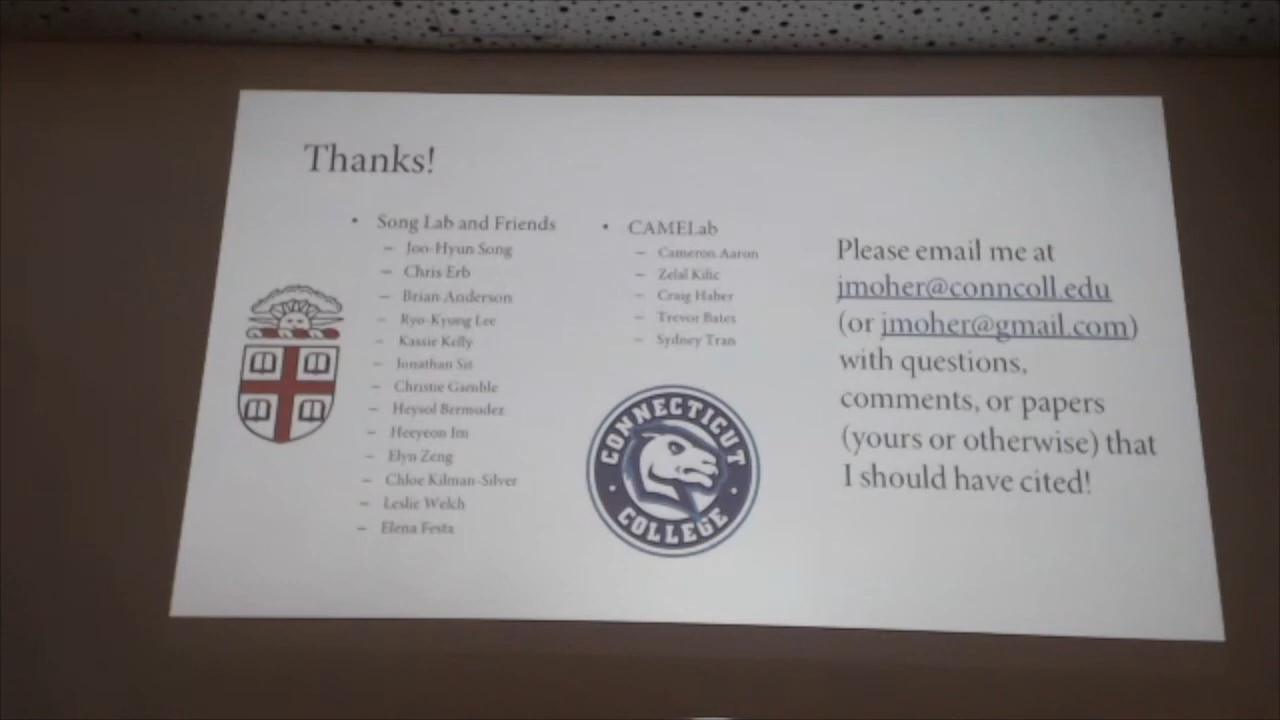 Thanks!
• Song Lab and Friends
– Joo-Hyun Song
– Chris Erb
– Brian Anderson
– Ryo-Kyung Lee
– Kassie Kelly
– Jonathan Sit
– Christie Gamble
– Heysol Bermudez
– Heeyeon Im
– Elyn Zeng
– Chloe Kilman-Silver
– Leslie Welch
– Elena Festa
• CAMELab
– Cameron Aaron
– Zelal Kilic
– Craig Haber
– Trevor Bates
– Sydney Tran
CONNECTICUT
COLLEGE
Please email me at
jmoher@conncoll.edu
(or jmoher@gmail.com)
with questions,
comments, or papers
(yours or otherwise) that
I should have cited!